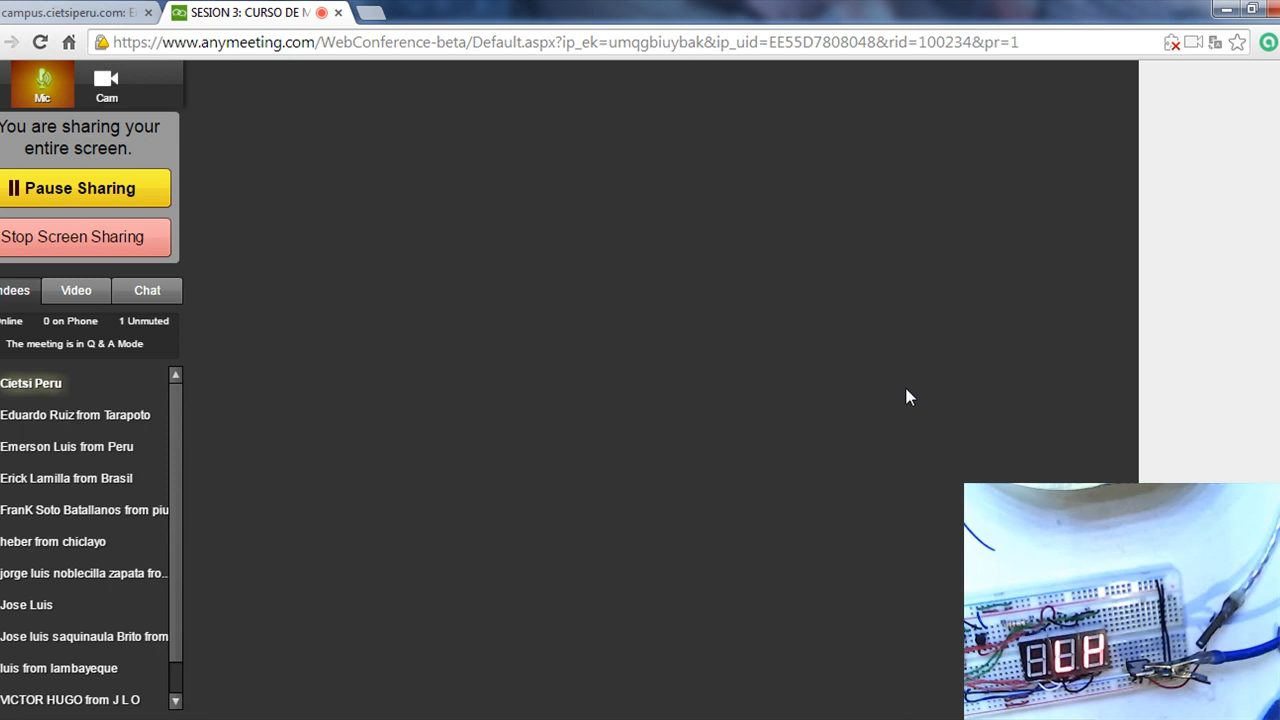 campus.cietsiperu.com: E
SESION 3: CURSO DE M
https://www.anymeeting.com/WebConference-beta/Default.aspx?ip_ek=umqgbiuybak&ip_uid=EE55D7808048&rid=100234&pr=1
Mic
Cam
You are sharing your
entire screen.
Pause Sharing
Stop Screen Sharing
ndees
Video
Chat
nline
0 on Phone
1 Unmuted
The meeting is in Q & A Mode
Cietsi Peru
Eduardo Ruiz from Tarapoto
Emerson Luis from Peru
Erick Lamilla from Brasil
FranK Soto Batallanos from piu
heber from chiclayo
jorge luis noblecilla zapata fro...
Jose Luis
Jose luis saquinaula Brito from
luis from lambayeque
VICTOR HUGO from J L O